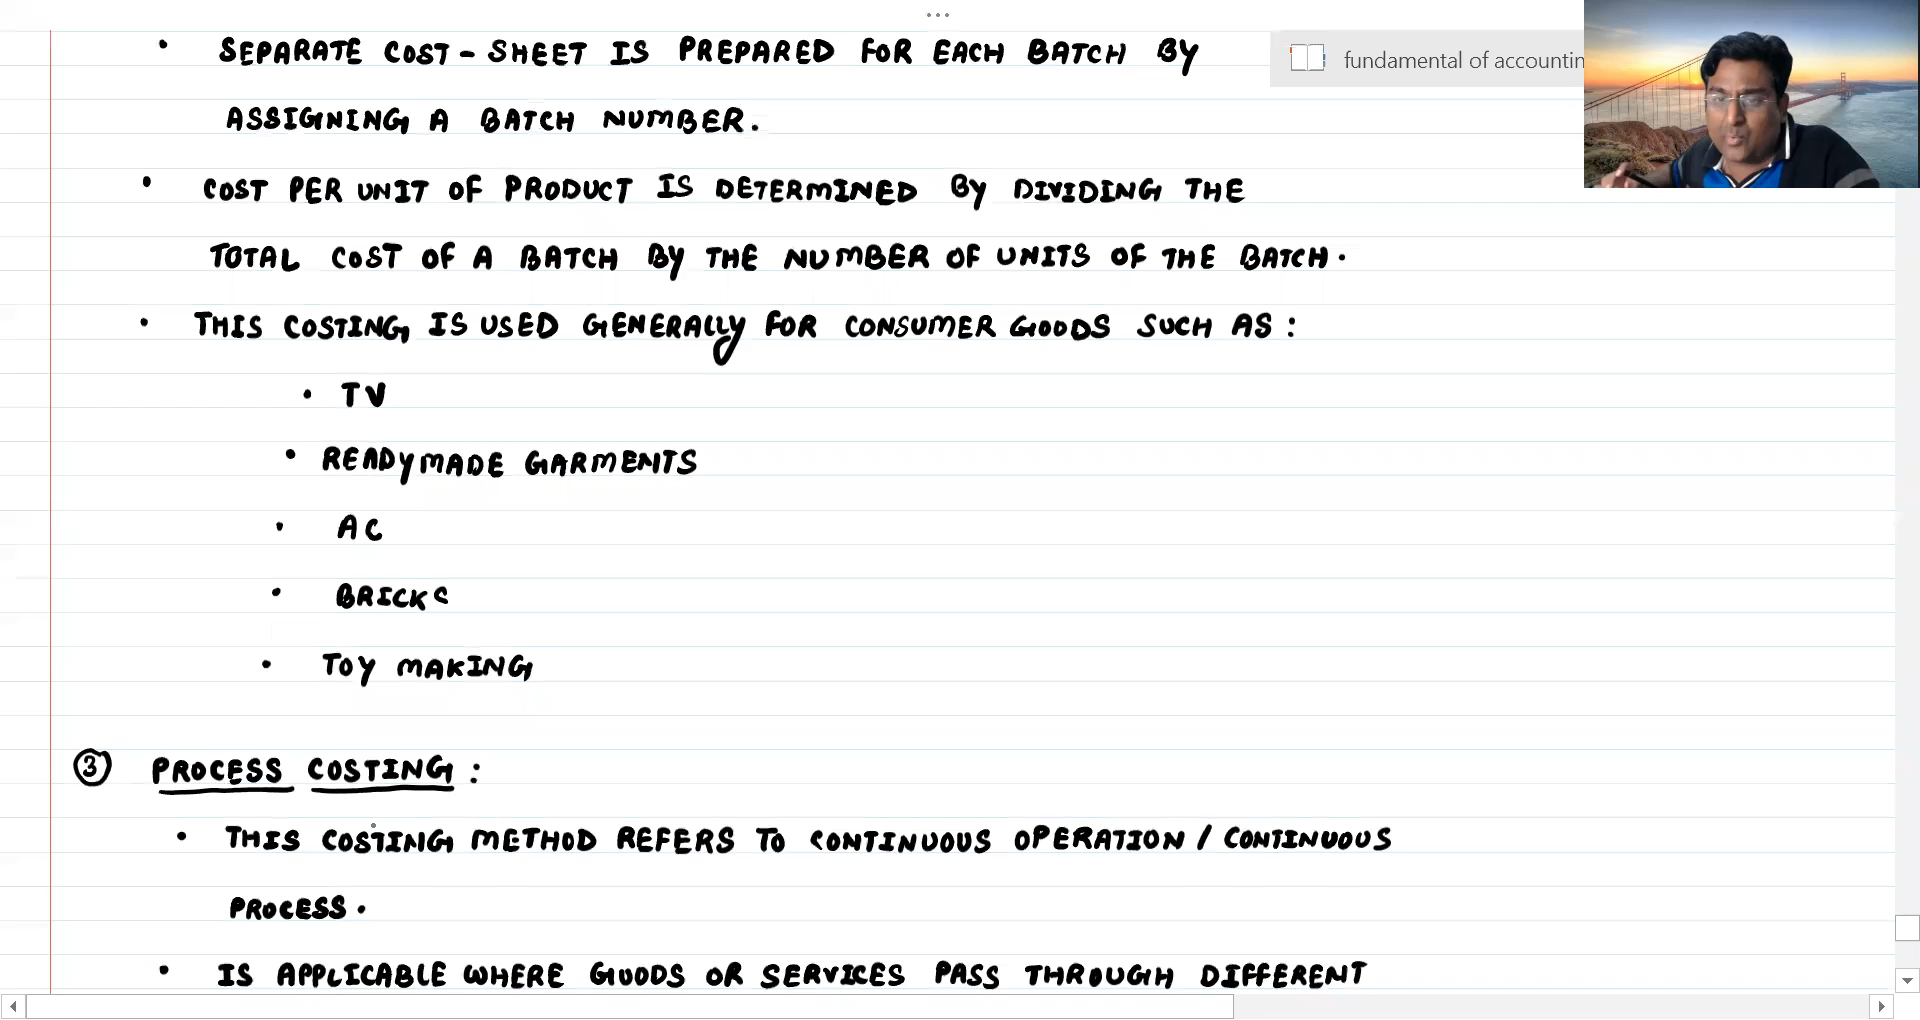 • SEPARATE COST - SHEET IS PREPARED FOR EACH BATCH BY
fundamental of accountin
ASSIGNING A BATCH NUMBER.
• COST PER UNIT OF PRODUCT IS DETERMINED BY DIVIDING THE
TOTAL COST OF A BATCH BY THE NUMBER OF UNITS OF THE BATCH.
• THIS COSTING IS USED GENERALLY FOR CONSUMER GOODS SUCH AS :
• TV
• READYMADE GARMENTS
• AC
• BRICKS
• TOY MAKING
③ PROCESS COSTING :
• THIS COSTING METHOD REFERS TO CONTINUOUS OPERATION / CONTINUOUS
PROCESS.
• IS APPLICABLE WHERE GOODS OR SERVICES PASS THROUGH DIFFERENT